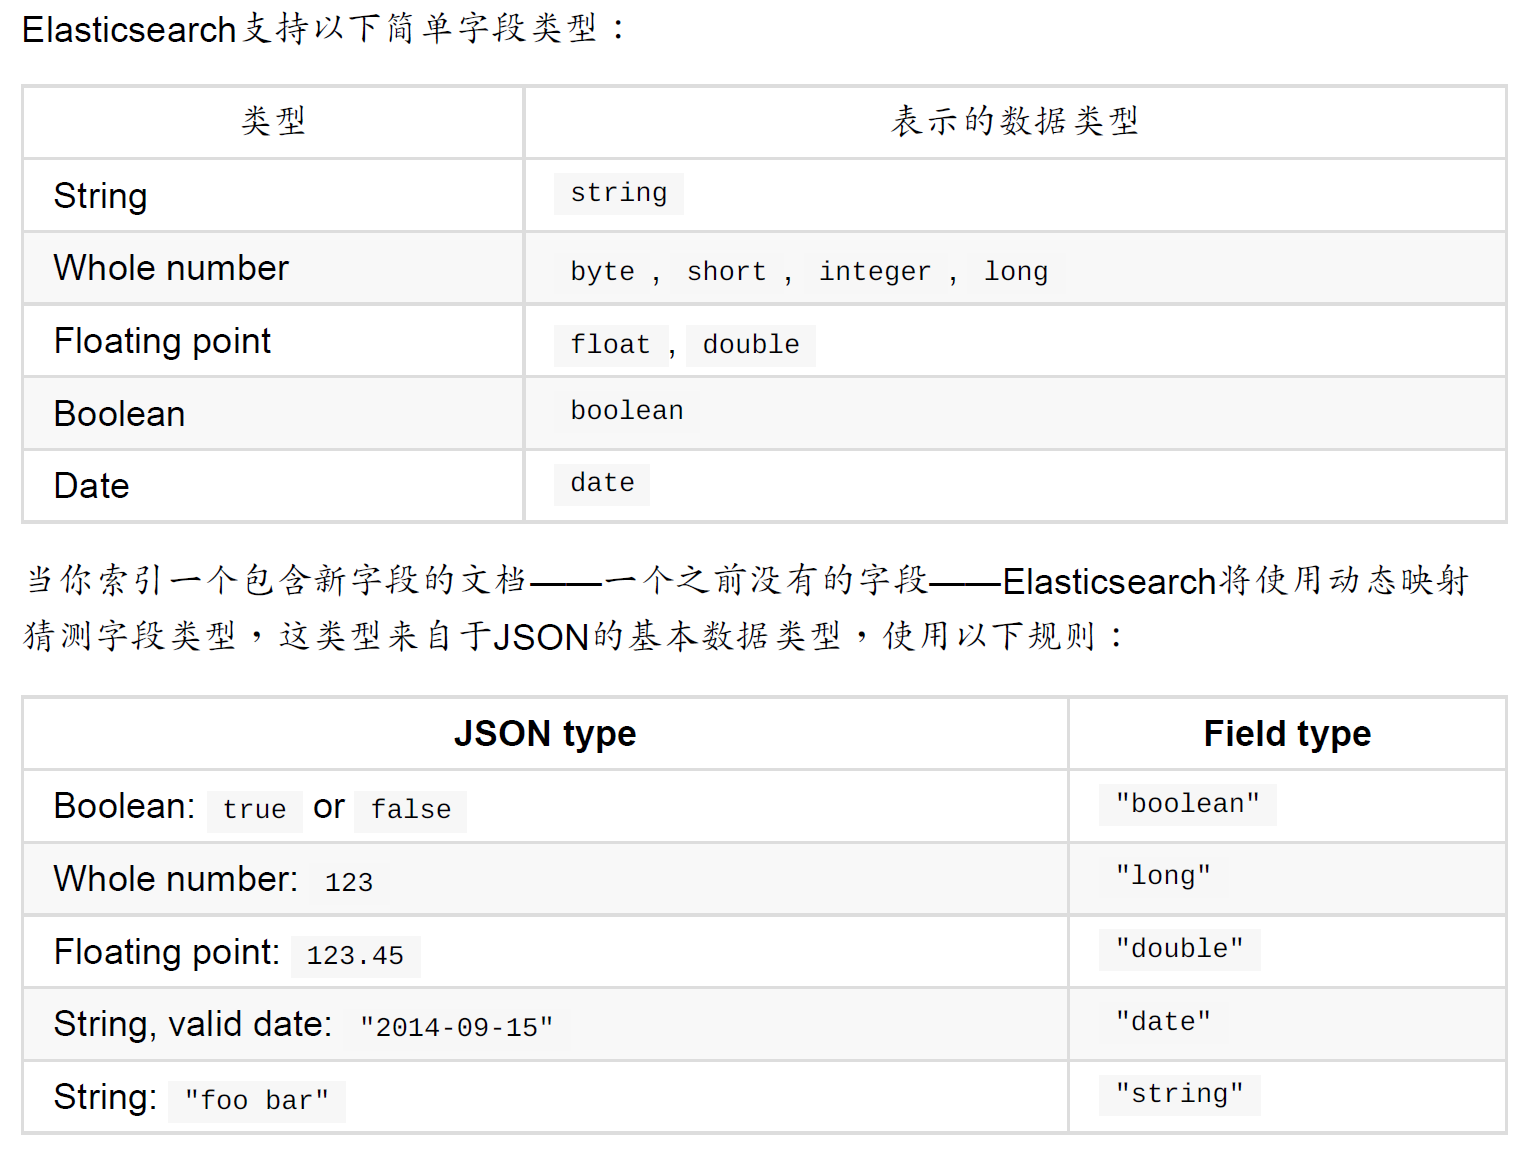 Elasticsearch支持以下简单字段类型：
类型 表示的数据类型
String string
Whole number byte , short , integer , long
Floating point float , double
Boolean boolean
Date date
当你索引一个包含新字段的文档——一个之前没有的字段——Elasticsearch将使用动态映射
猜测字段类型，这类型来自于JSON的基本数据类型，使用以下规则：
JSON type Field type
Boolean: true or false "boolean"
Whole number: 123 "long"
Floating point: 123.45 "double"
String, valid date: "2014-09-15" "date"
String: "foo bar" "string"